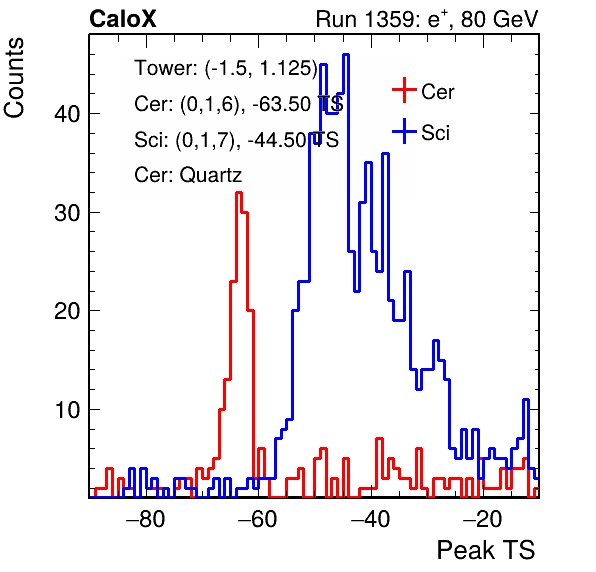 CaloX Run 1359: e⁺, 80 GeV
Counts
Tower: (-1.5, 1.125)
Cer: (0,1,6), -63.50 TS
Sci: (0,1,7), -44.50 TS
Cer: Quartz
Cer
Sci
40
30
20
10
−80 −60 −40 −20
Peak TS